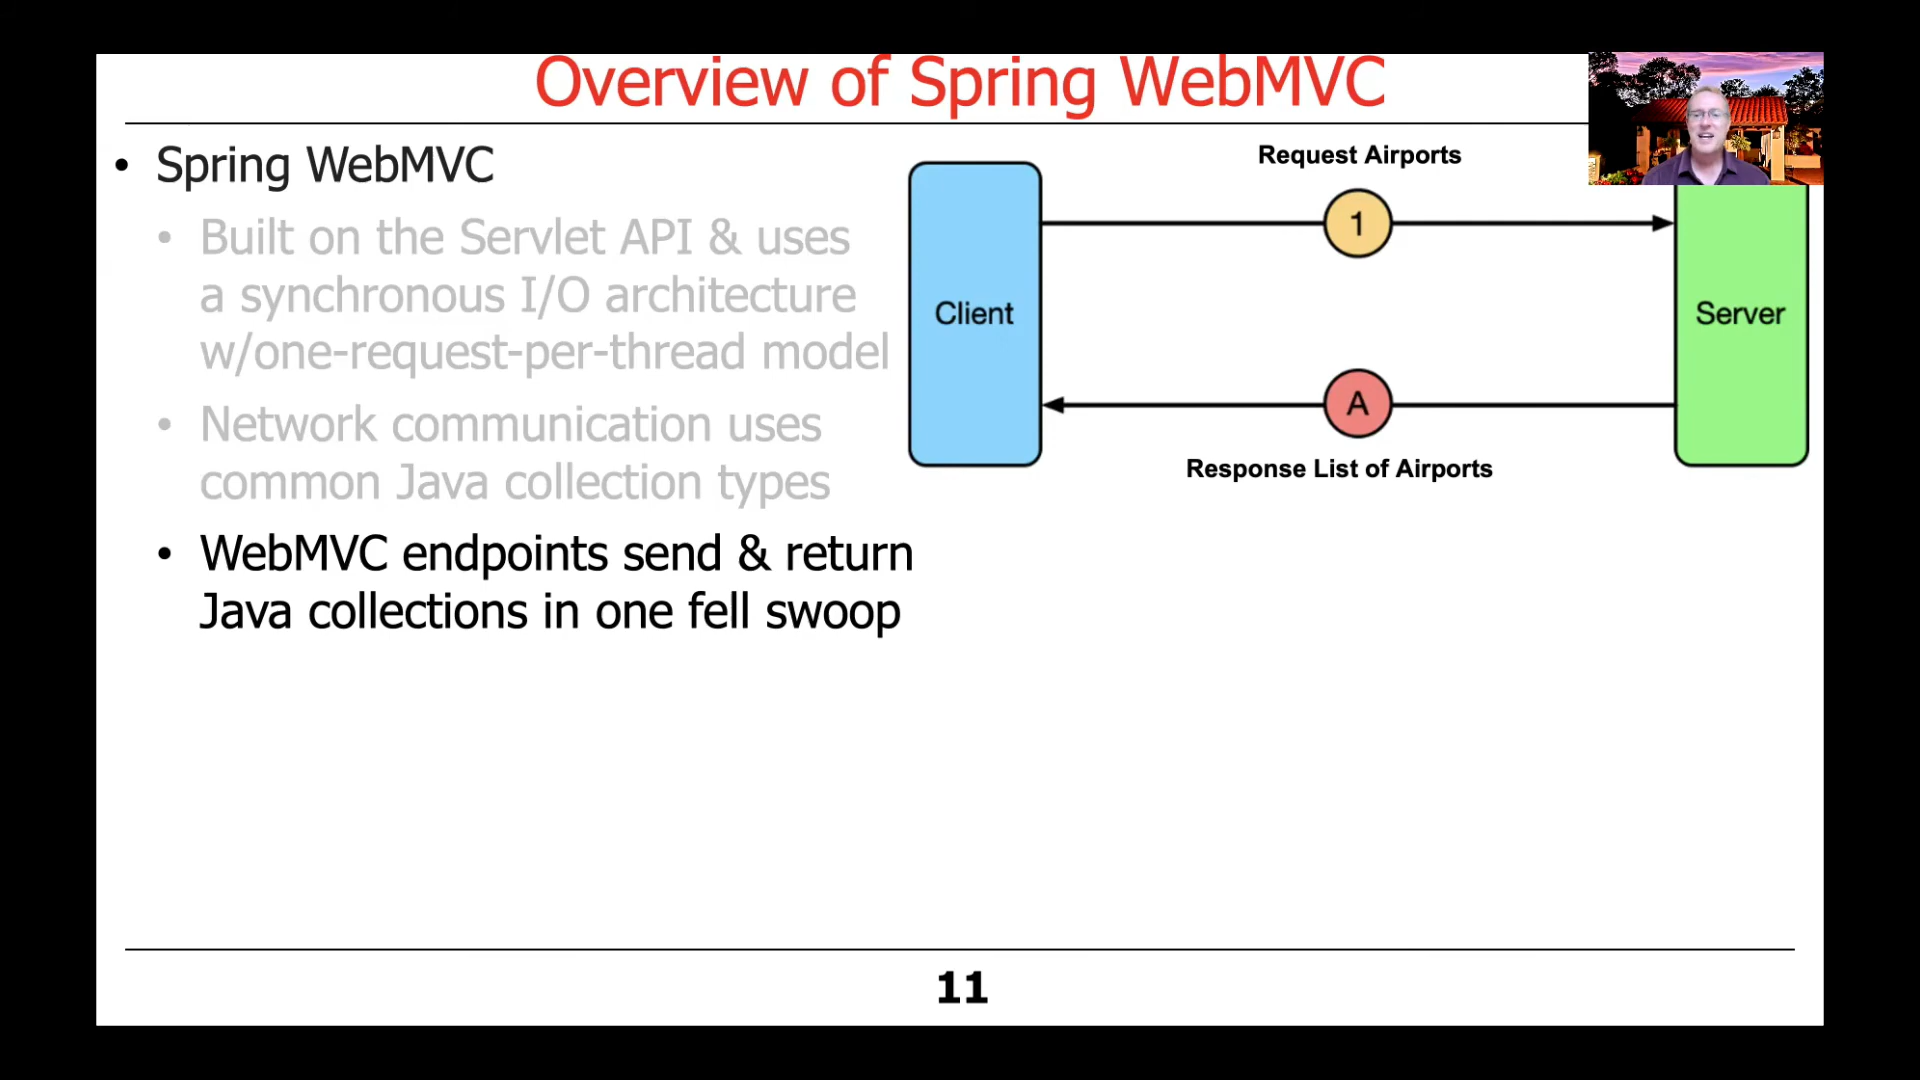 Overview of Spring WebMVC
• Spring WebMVC
• Built on the Servlet API & uses
a synchronous I/O architecture
w/one-request-per-thread model
• Network communication uses
common Java collection types
• WebMVC endpoints send & return
Java collections in one fell swoop
Request Airports
1
Client
Server
A
Response List of Airports
11